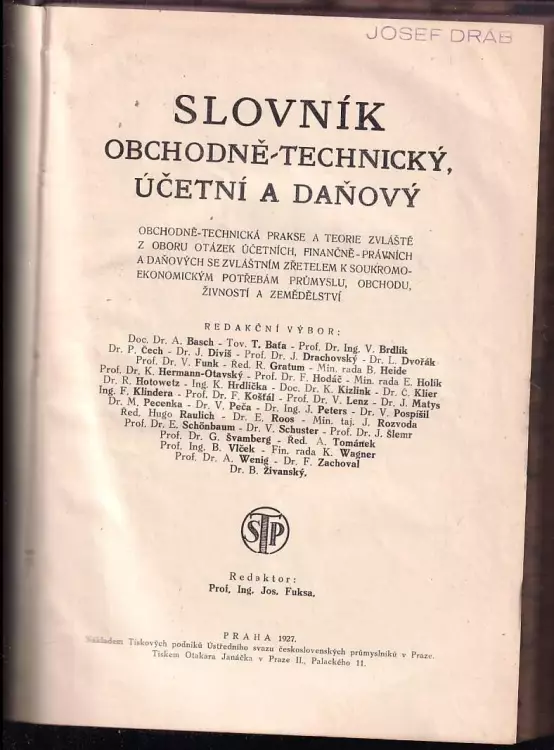 JOSEF DRÁB
SLOVNÍK
OBCHODNĚ-TECHNICKÝ,
ÚČETNÍ A DAŇOVÝ
OBCHODNĚ-TECHNICKÁ PRAKSE A TEORIE ZVLÁŠTĚ
Z OBORU OTÁZEK ÚČETNÍCH, FINANČNĚ-PRÁVNÍCH
A DAŇOVÝCH SE ZVLÁŠTNÍM ZŘETELEM K SOUKROMO-
EKONOMICKÝM POTŘEBÁM PRŮMYSLU, OBCHODU,
ŽIVNOSTÍ A ZEMĚDĚLSTVÍ
REDAKČNÍ VÝBOR:
Doc. Dr. A. Basch - Tov. T. Baťa - Prof. Dr. Ing. V. Brdlík
Dr. P. Čech - Dr. J. Diviš - Prof. Dr. J. Drachovský - Dr. L. Dvořák
Prof. Dr. V. Funk - Řed. R. Gratum - Min. rada B. Heide
Prof. Dr. K. Hermann-Otavský - Prof. Dr. F. Hodáč - Min. rada E. Holík
Dr. R. Hotowetz - Ing. K. Hrdlička - Doc. Dr. K. Kizlink - Dr. Č. Klier
Ing. F. Klindera - Prof. Dr. F. Košťál - Prof. Dr. V. Lenz - Dr. J. Matys
Dr. M. Pecenka - Dr. V. Peča - Dr. Ing. J. Peters - Dr. V. Pospíšil
Řed. Hugo Raulich - Dr. E. Roos - Min. taj. J. Rozvoda
Prof. Dr. E. Schönbaum - Dr. V. Schuster - Prof. Dr. J. Šlemr
Prof. Dr. G. Švamberg - Řed. A. Tománek
Prof. Ing. B. Vlček - Fin. rada K. Wagner
Prof. Dr. A. Wenig - Dr. F. Zachoval
Dr. B. Živanský.
STP
Redaktor:
Prof. Ing. Jos. Fuksa.
PRAHA 1927.
Nákladem Tiskových podniků Ústředního svazu československých průmyslníků v Praze.
Tiskem Otakara Janáčka v Praze II., Palackého 11.